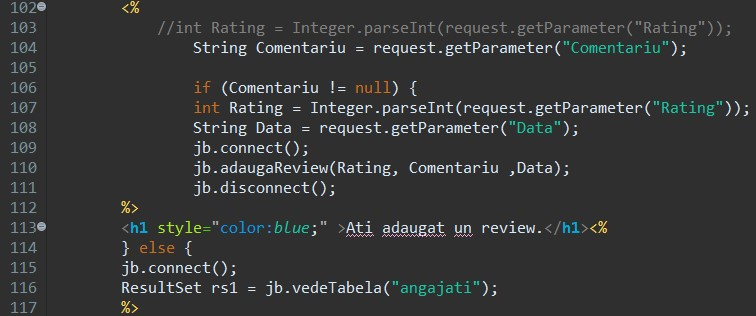 102 <%
103 //int Rating = Integer.parseInt(request.getParameter("Rating"));
104 String Comentariu = request.getParameter("Comentariu");
105
106 if (Comentariu != null) {
107 int Rating = Integer.parseInt(request.getParameter("Rating"));
108 String Data = request.getParameter("Data");
109 jb.connect();
110 jb.adaugaReview(Rating, Comentariu ,Data);
111 jb.disconnect();
112 %>
113 <h1 style="color:blue;" >Ati adaugat un review.</h1><%
114 } else {
115 jb.connect();
116 ResultSet rs1 = jb.vedeTabela("angajati");
117 %>